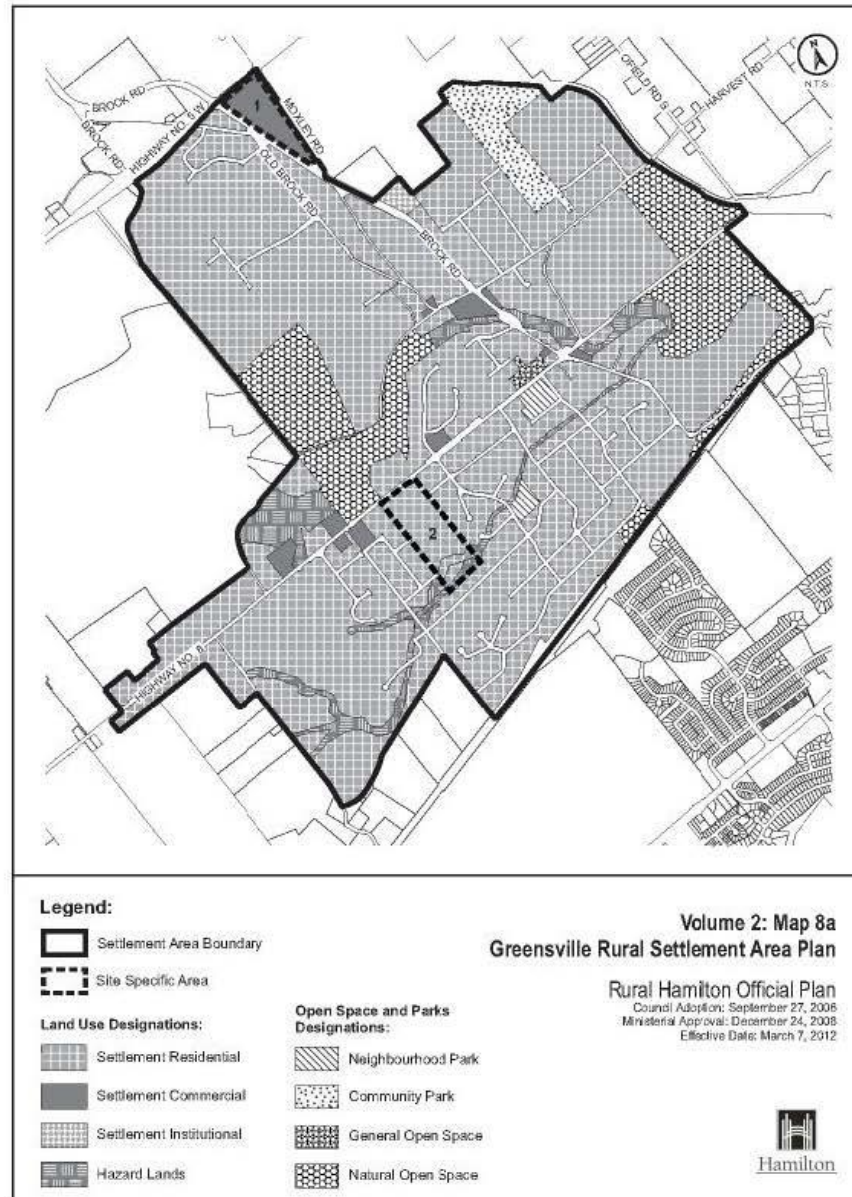 N
N.T.S.
OFIELD RD S
HARVEST RD
BROCK RD
BROCK RD
HIGHWAY NO. 5 W
1
MOXLEY RD
OLD BROCK RD
BROCK RD
2
HIGHWAY NO. 8
Legend:
Settlement Area Boundary
Site Specific Area
Land Use Designations:
Settlement Residential
Settlement Commercial
Settlement Institutional
Hazard Lands
Open Space and Parks
Designations:
Neighbourhood Park
Community Park
General Open Space
Natural Open Space
Volume 2: Map 8a
Greensville Rural Settlement Area Plan
Rural Hamilton Official Plan
Council Adoption: September 27, 2006
Ministerial Approval: December 24, 2008
Effective Date: March 7, 2012
Hamilton